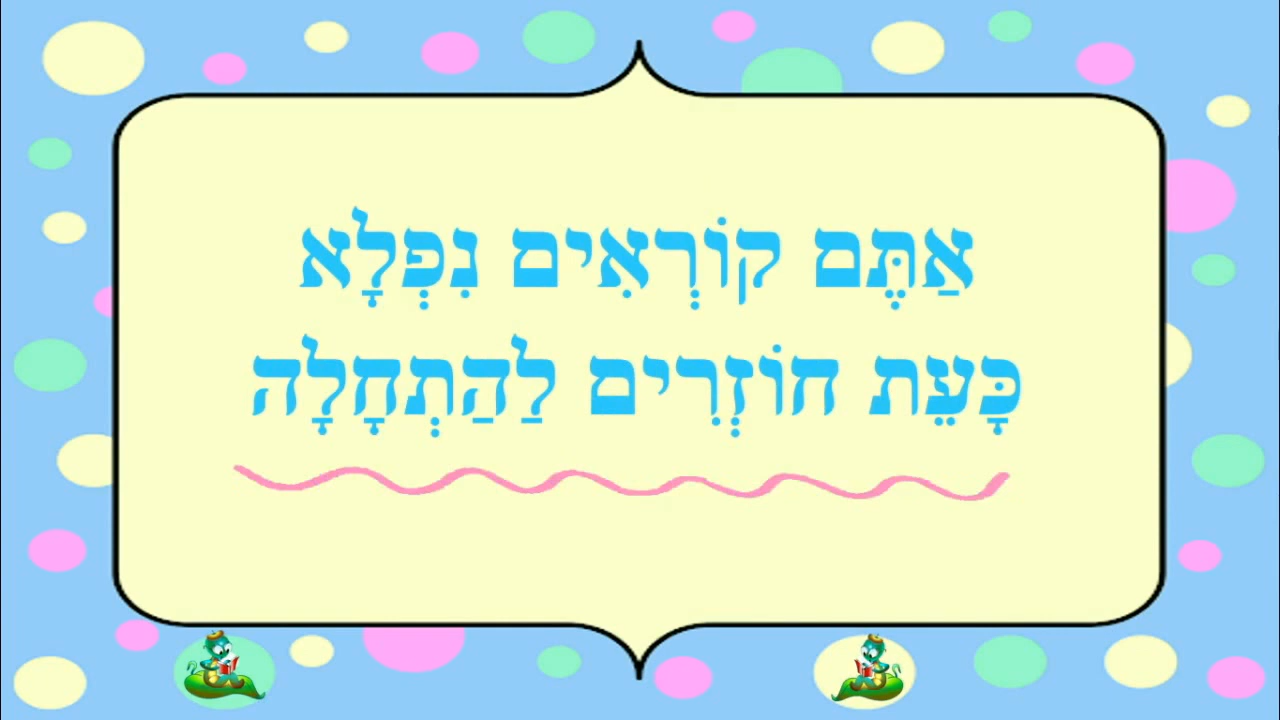 אַתֶּם קוֹרְאִים נִפְלָא
כָּעֵת חוֹזְרִים לַהַתְחָלָה